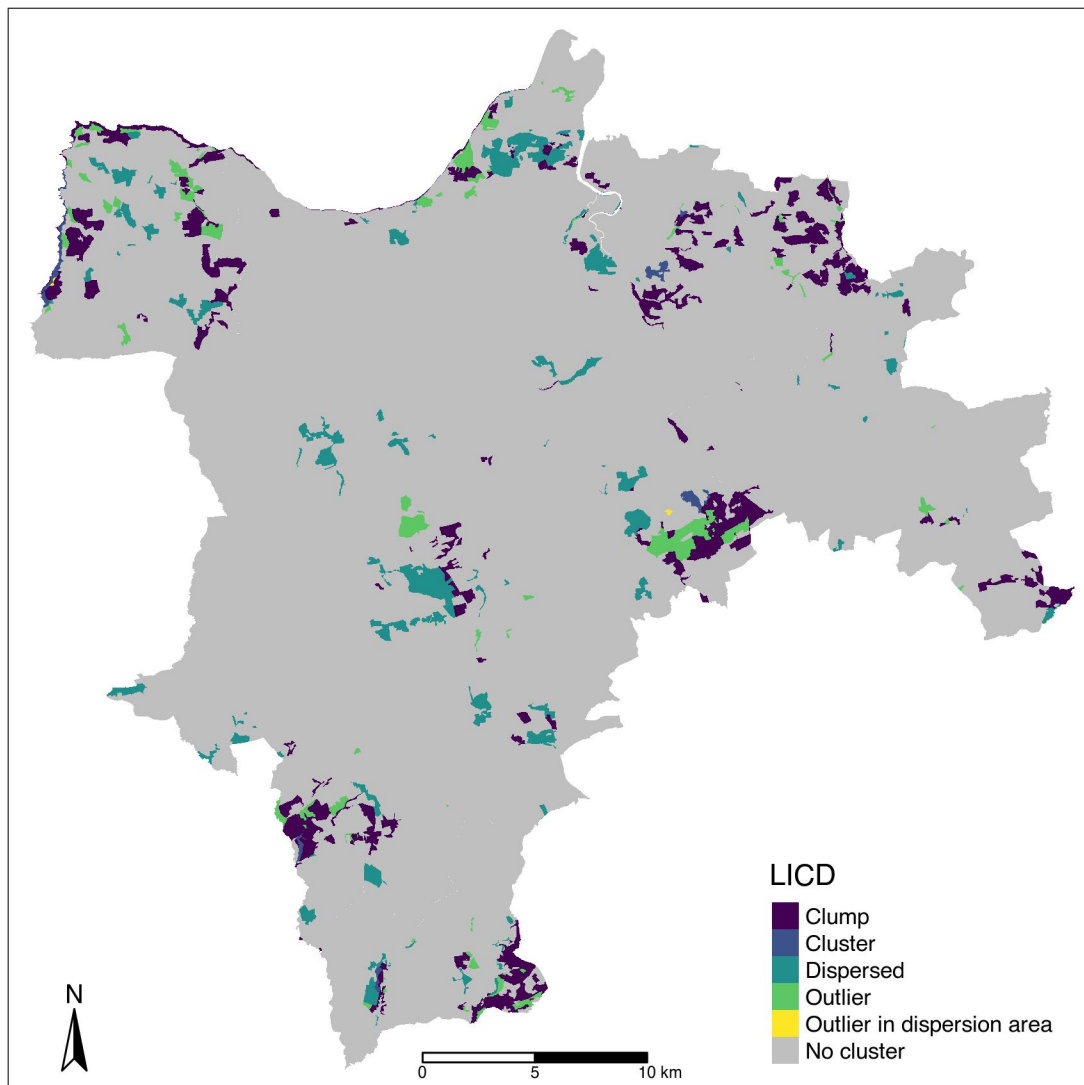 LICD
Clump
Cluster
Dispersed
Outlier
Outlier in dispersion area
No cluster
N
0 5 10 km